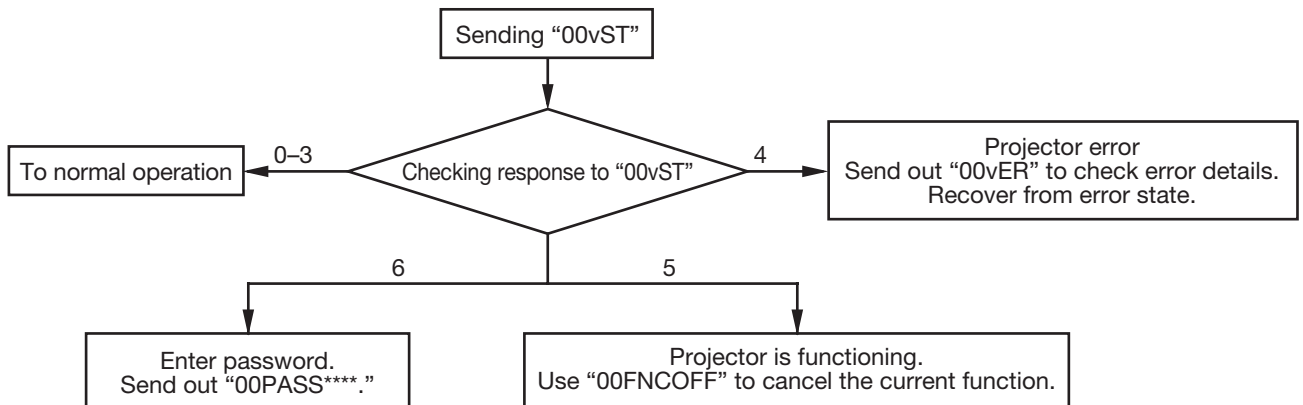 Sending “00vST”
To normal operation
0–3
Checking response to “00vST”
4
Projector error
Send out “00vER” to check error details.
Recover from error state.
6
5
Enter password.
Send out “00PASS****.”
Projector is functioning.
Use “00FNCOFF” to cancel the current function.